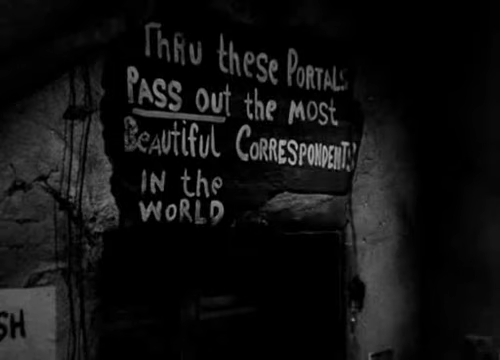 Thru these PORTALS
PASS out the MOST
Beautiful CORRESPONDENTS
IN the
WORLD
SH